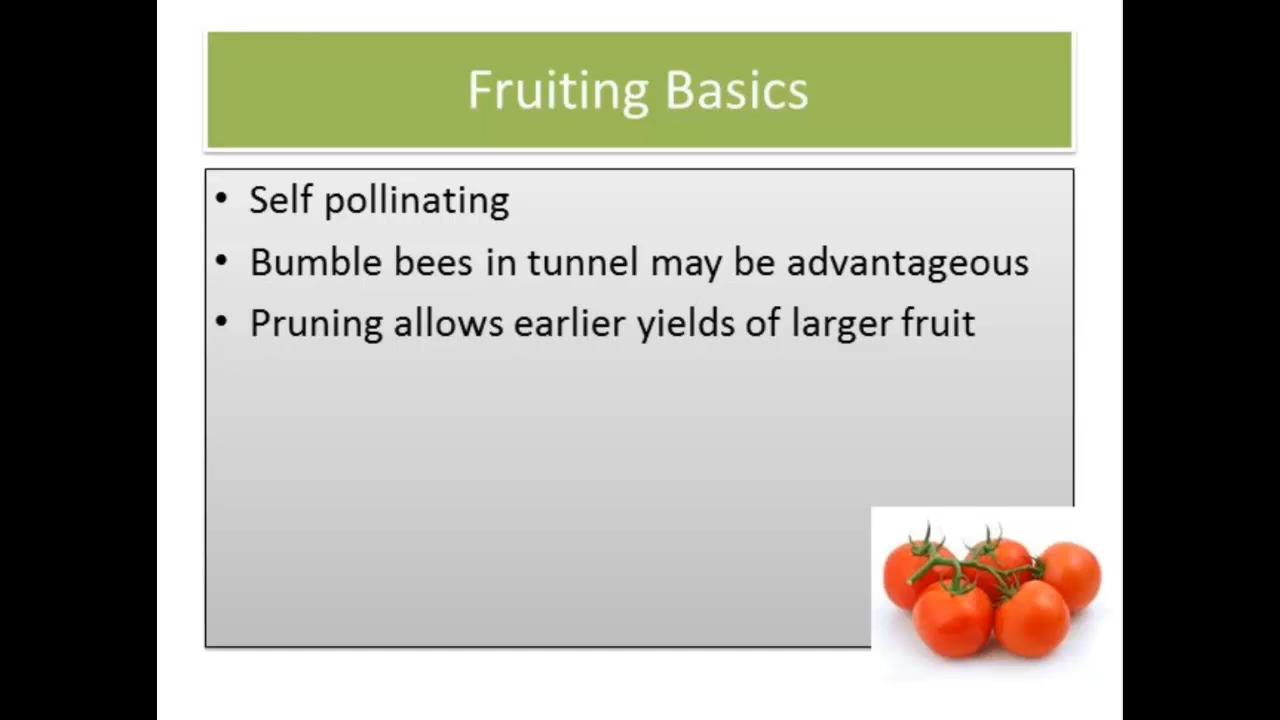 Fruiting Basics
• Self pollinating
• Bumble bees in tunnel may be advantageous
• Pruning allows earlier yields of larger fruit